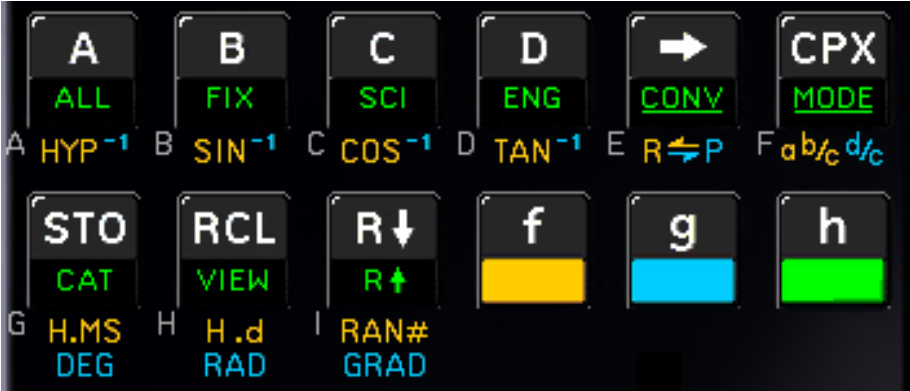 A B C D ➡ CPX
ALL FIX SCI ENG CONV MODE
A HYP⁻¹ B SIN⁻¹ C COS⁻¹ D TAN⁻¹ E R⇆P F a b/c d/c
STO RCL R⬇ f g h
CAT VIEW R⬆
G H.MS H H.d I RAN#
DEG RAD GRAD